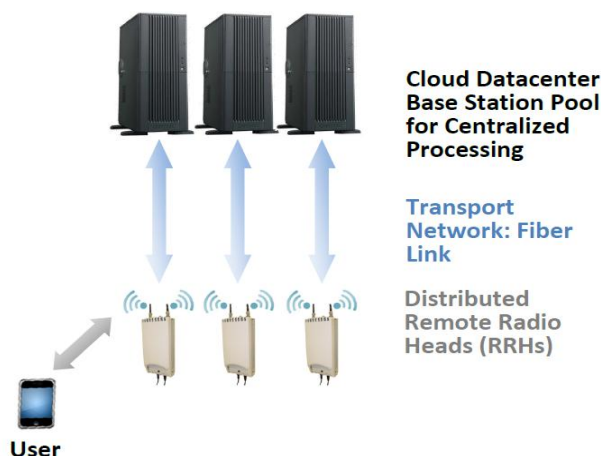 Cloud Datacenter
Base Station Pool
for Centralized
Processing
Transport
Network: Fiber
Link
Distributed
Remote Radio
Heads (RRHs)
User